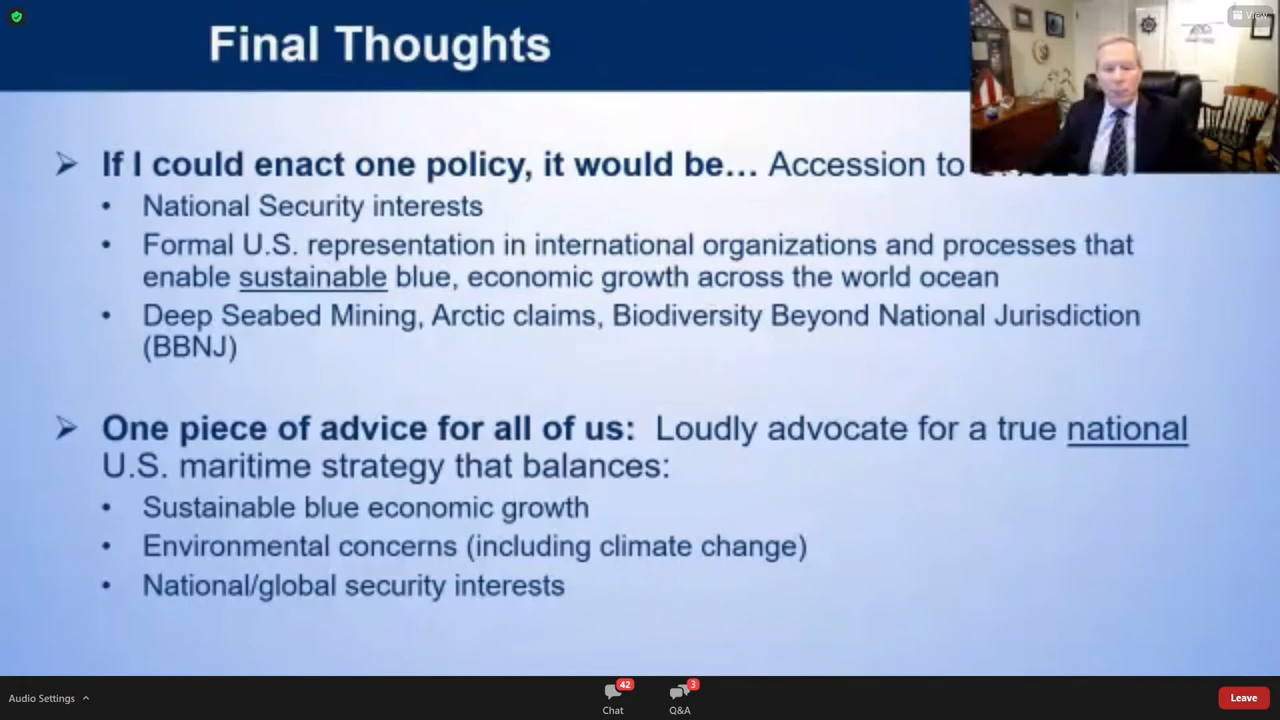 Final Thoughts
View
➢ If I could enact one policy, it would be... Accession to
• National Security interests
• Formal U.S. representation in international organizations and processes that
enable sustainable blue, economic growth across the world ocean
• Deep Seabed Mining, Arctic claims, Biodiversity Beyond National Jurisdiction
(BBNJ)
➢ One piece of advice for all of us: Loudly advocate for a true national
U.S. maritime strategy that balances:
• Sustainable blue economic growth
• Environmental concerns (including climate change)
• National/global security interests
Audio Settings
42
Chat
3
Q&A
Leave